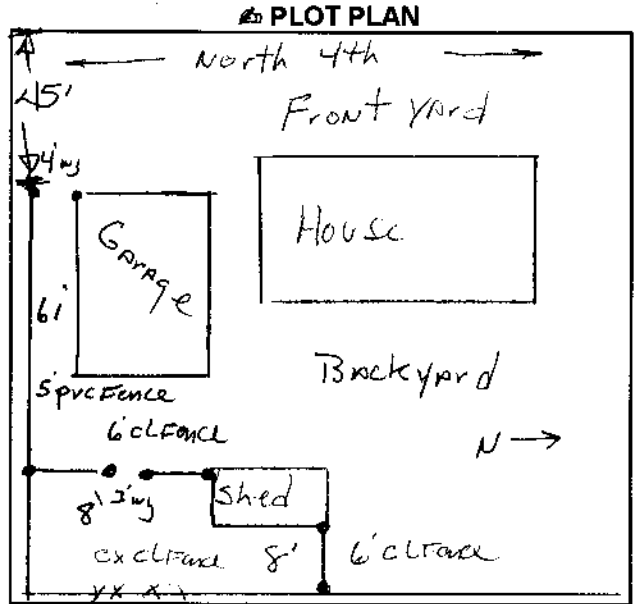 ✍ PLOT PLAN
North 4th
45'
Front Yard
4'wg
House
Garage
61'
Backyard
5' pvc Fence
6' cl Fence
N →
8' 3'wg
Shed
ex cl Fence
8'
6' cl Fence